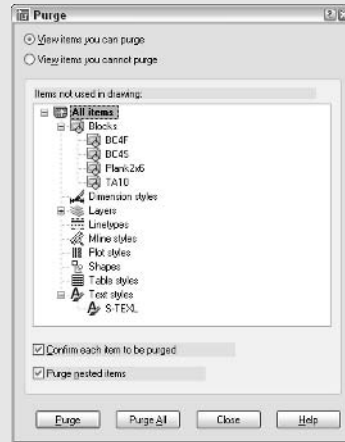 Purge
View items you can purge
View items you cannot purge
Items not used in drawing:
All items
Blocks
BC4F
BC4S
Plank2x6
TA10
Dimension styles
Layers
Linetypes
Mline styles
Plot styles
Shapes
Table styles
Text styles
S-TEXL
Confirm each item to be purged
Purge nested items
Purge
Purge All
Close
Help